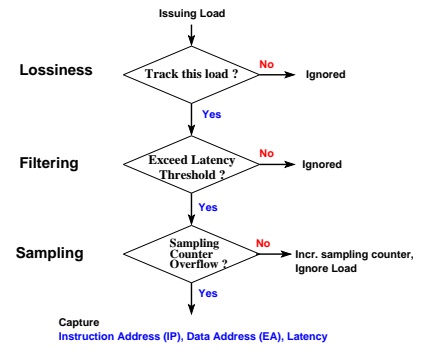 Issuing Load
Lossiness
Track this load ?
No
Ignored
Yes
Filtering
Exceed Latency
Threshold ?
No
Ignored
Yes
Sampling
Sampling
Counter
Overflow ?
No
Incr. sampling counter,
Ignore Load
Yes
Capture
Instruction Address (IP), Data Address (EA), Latency